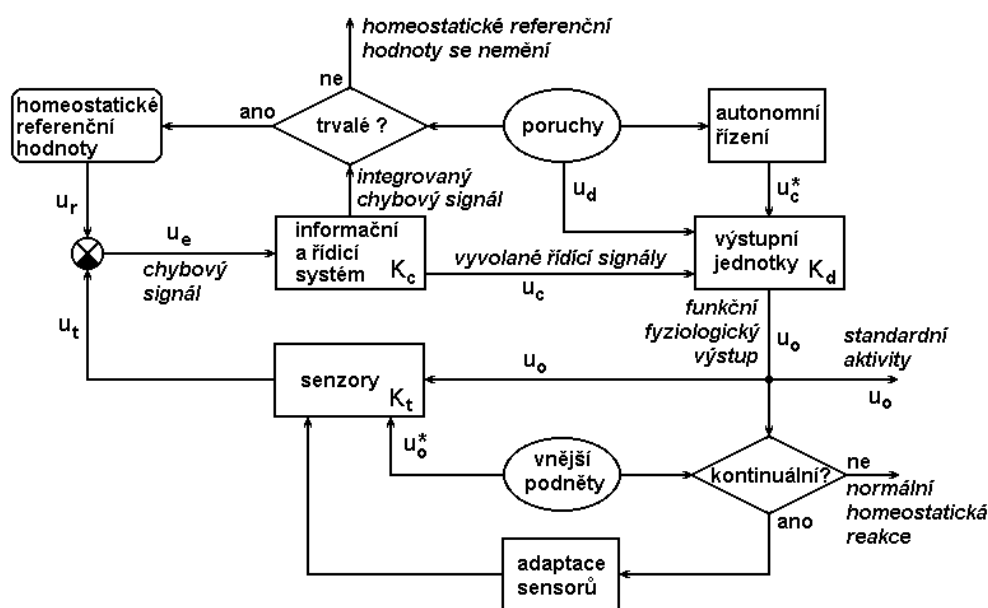 homeostatické referenční
hodnoty se nemění
ne
homeostatické
referenční
hodnoty
ano
trvalé ?
poruchy
autonomní
řízení
integrovaný
chybový signál
u_d
u_c^*
u_r
u_e
chybový
signál
informační
a řídicí
systém K_c
vyvolané řídící signály
u_c
výstupní
jednotky K_d
funkční
fyziologický
výstup
u_o
standardní
aktivity
u_o
u_t
senzory
K_t
u_o
u_o^*
vnější
podněty
kontinuální?
ne
normální
homeostatická
reakce
ano
adaptace
sensorů